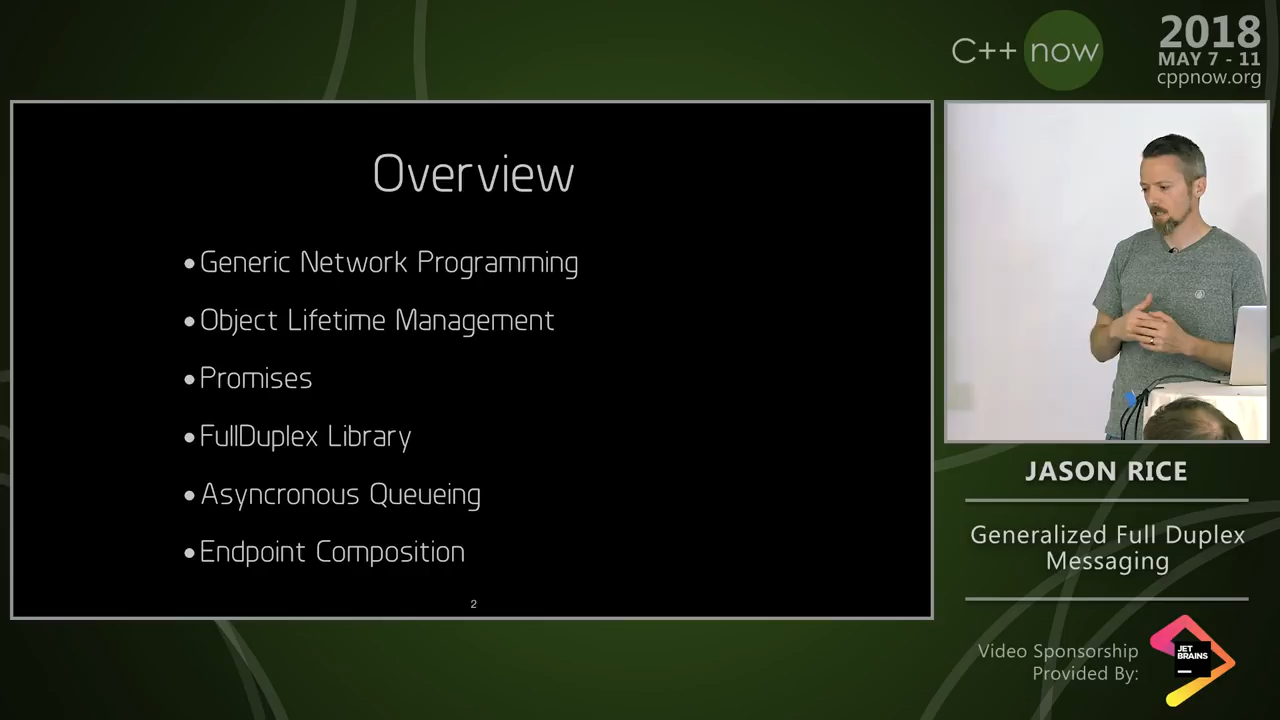 C++ now
2018
MAY 7 - 11
cppnow.org
Overview
•Generic Network Programming
•Object Lifetime Management
•Promises
•FullDuplex Library
•Asyncronous Queueing
•Endpoint Composition
2
JASON RICE
Generalized Full Duplex
Messaging
Video Sponsorship
Provided By:
JET
BRAINS